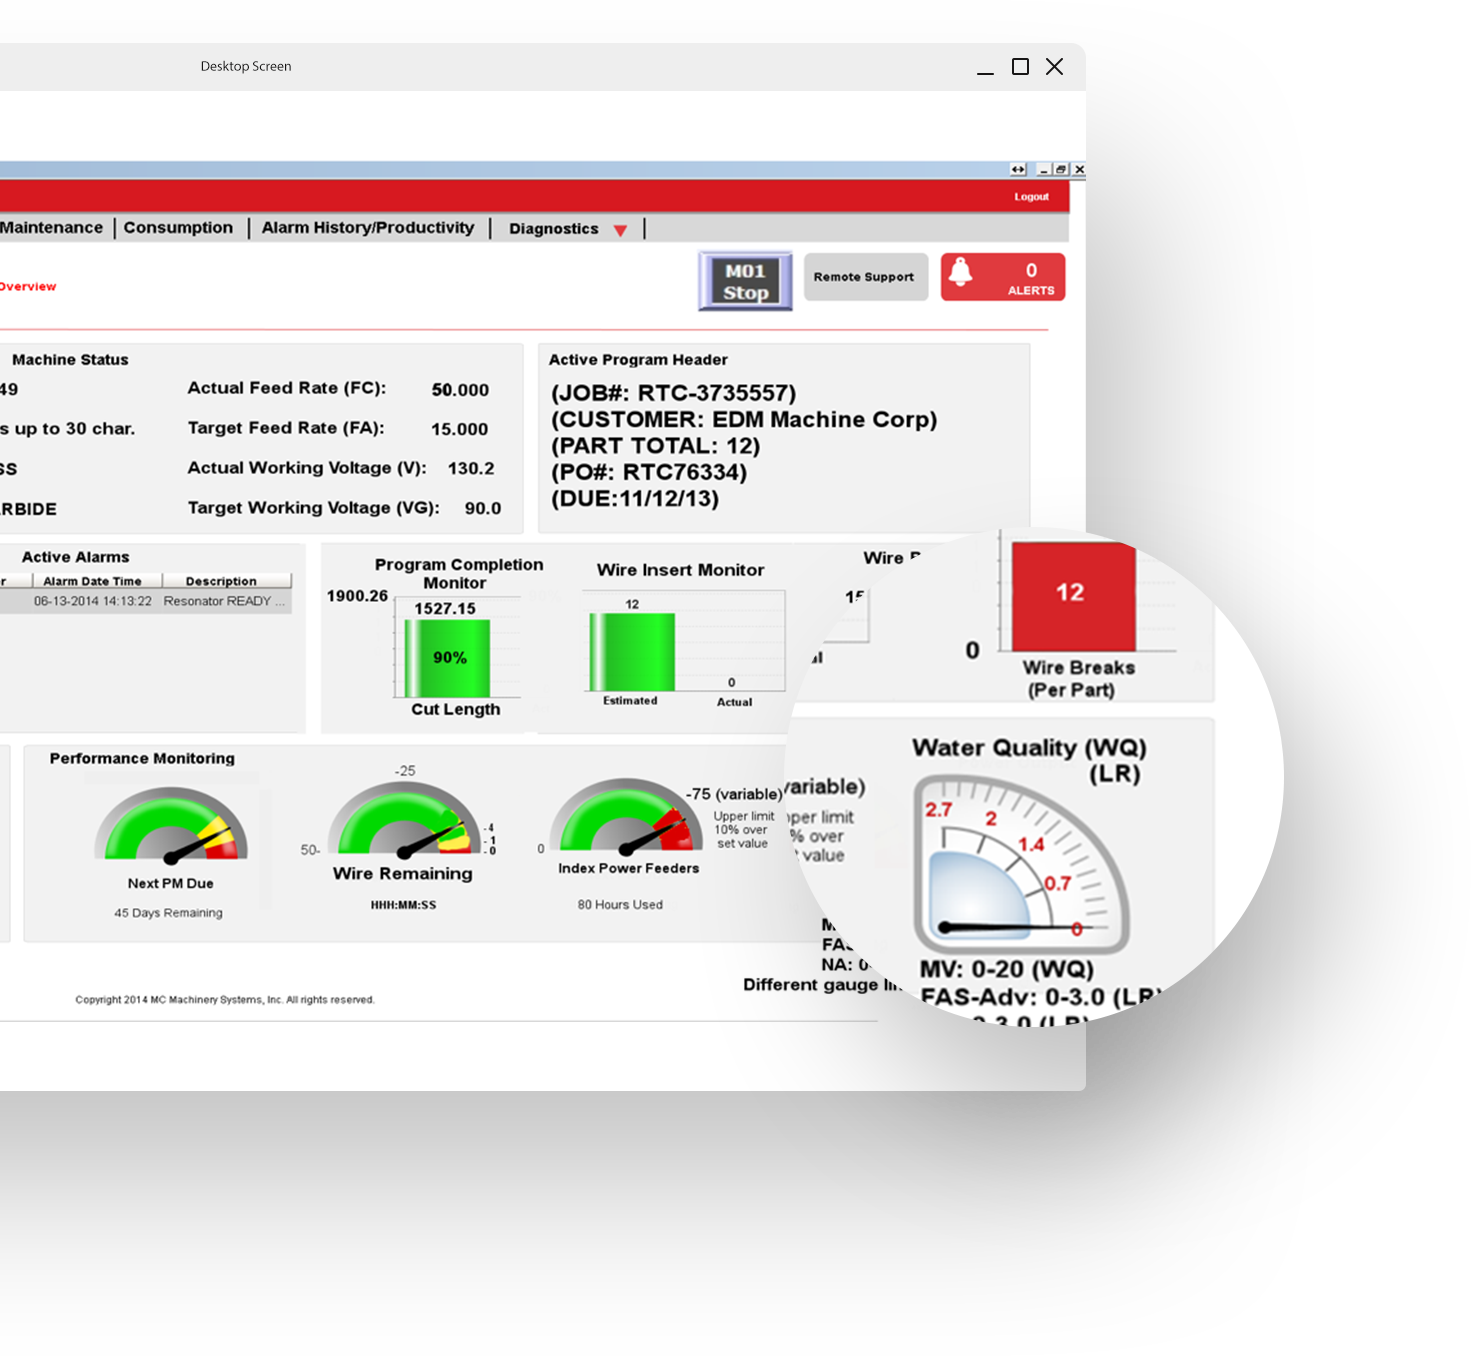 Desktop Screen
Logout
Maintenance | Consumption | Alarm History/Productivity | Diagnostics
Overview
M01
Stop
Remote Support
0
ALERTS
Machine Status
49
s up to 30 char.
SS
ARBIDE
Actual Feed Rate (FC): 50.000
Target Feed Rate (FA): 15.000
Actual Working Voltage (V): 130.2
Target Working Voltage (VG): 90.0
Active Program Header
(JOB#: RTC-3735557)
(CUSTOMER: EDM Machine Corp)
(PART TOTAL: 12)
(PO#: RTC76334)
(DUE:11/12/13)
Active Alarms
r | Alarm Date Time | Description
06-13-2014 14:13:22 Resonator READY ...
Program Completion
Monitor
1900.26
1527.15
90%
Cut Length
Wire Insert Monitor
12
0
Estimated
Actual
Wire
15
al
12
0
Wire Breaks
(Per Part)
Performance Monitoring
Next PM Due
45 Days Remaining
-25
50-
-4
-1
-0
Wire Remaining
HHH:MM:SS
0
-75 (variable)
Upper limit
10% over
set value
Index Power Feeders
80 Hours Used
variable)
per limit
% over
t value
Water Quality (WQ)
(LR)
2.7
2
1.4
0.7
0
MV: 0-20 (WQ)
FAS-Adv: 0-3.0 (LR)
0-3.0 (LR)
M
FAS
NA: 0-
Different gauge
Copyright 2014 MC Machinery Systems, Inc. All rights reserved.